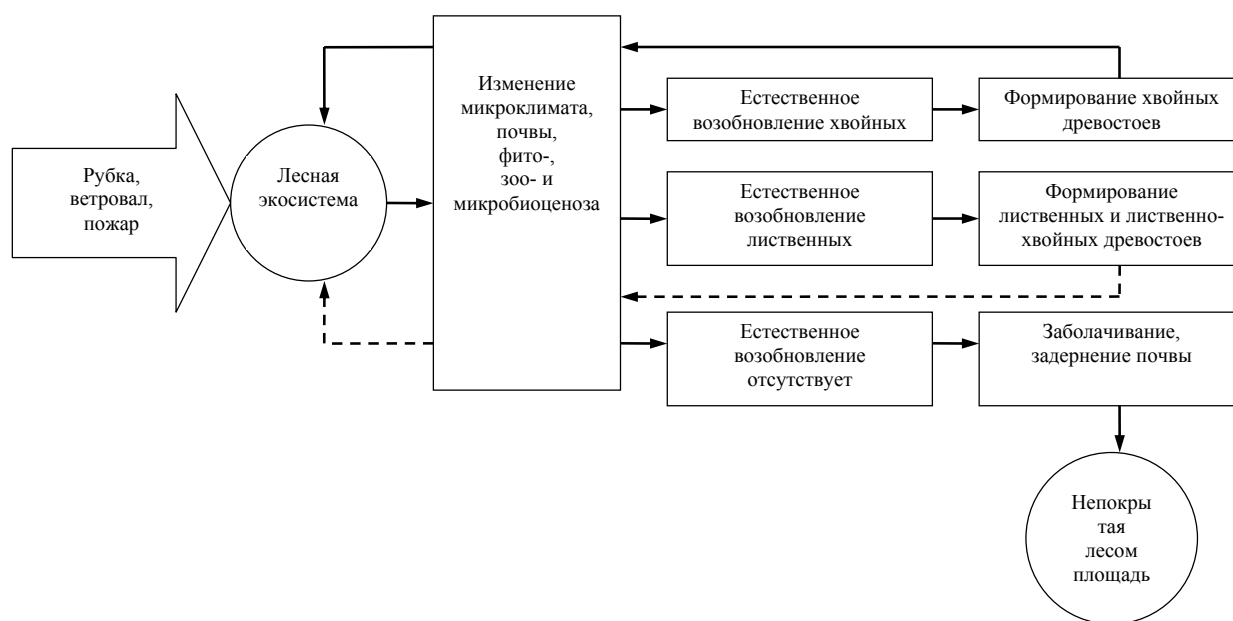 Рубка,
ветровал,
пожар
Лесная
экосистема
Изменение
микроклимата,
почвы,
фито-,
зоо- и
микробиоценоза
Естественное
возобновление хвойных
Формирование хвойных
древостоев
Естественное
возобновление
лиственных
Формирование
лиственных и лиственно-
хвойных древостоев
Естественное
возобновление
отсутствует
Заболачивание,
задернение почвы
Непокры
тая
лесом
площадь